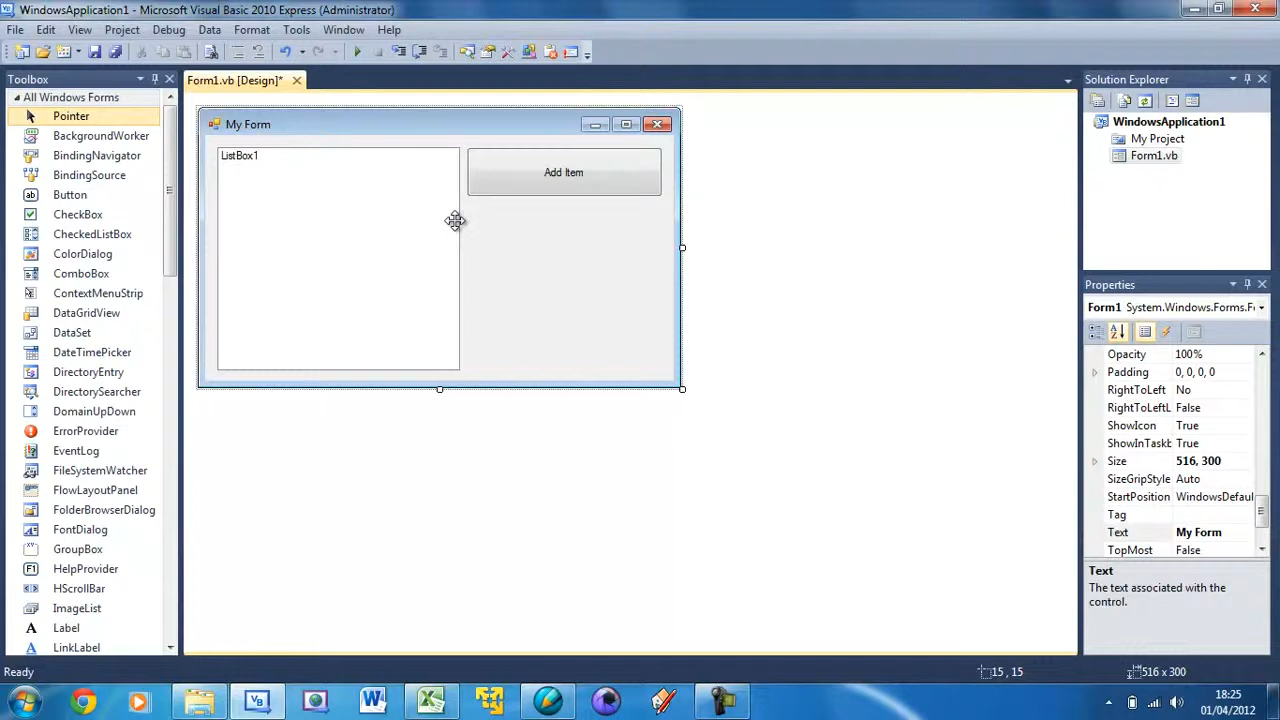 WindowsApplication1 - Microsoft Visual Basic 2010 Express (Administrator)
File Edit View Project Debug Data Format Tools Window Help
Toolbox
All Windows Forms
Pointer
BackgroundWorker
BindingNavigator
BindingSource
Button
CheckBox
CheckedListBox
ColorDialog
ComboBox
ContextMenuStrip
DataGridView
DataSet
DateTimePicker
DirectoryEntry
DirectorySearcher
DomainUpDown
ErrorProvider
EventLog
FileSystemWatcher
FlowLayoutPanel
FolderBrowserDialog
FontDialog
GroupBox
HelpProvider
HScrollBar
ImageList
Label
LinkLabel
Form1.vb [Design]*
My Form
ListBox1
Add Item
Solution Explorer
WindowsApplication1
My Project
Form1.vb
Properties
Form1 System.Windows.Forms.F
Opacity 100%
Padding 0, 0, 0, 0
RightToLeft No
RightToLeftL False
ShowIcon True
ShowInTaskb True
Size 516, 300
SizeGripStyle Auto
StartPosition WindowsDefaul
Tag
Text My Form
TopMost False
Text
The text associated with the
control.
Ready
15 , 15
516 x 300
18:25
01/04/2012